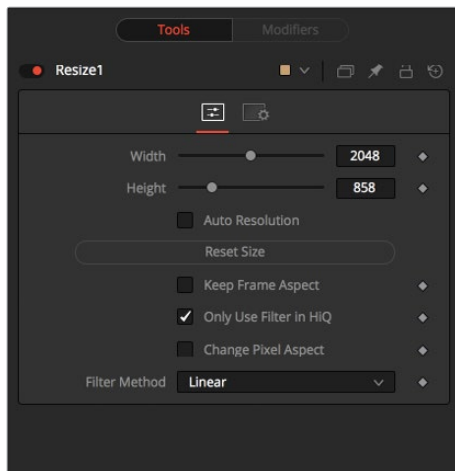 Tools Modifiers
Resize1
Width 2048
Height 858
Auto Resolution
Reset Size
Keep Frame Aspect
Only Use Filter in HiQ
Change Pixel Aspect
Filter Method Linear